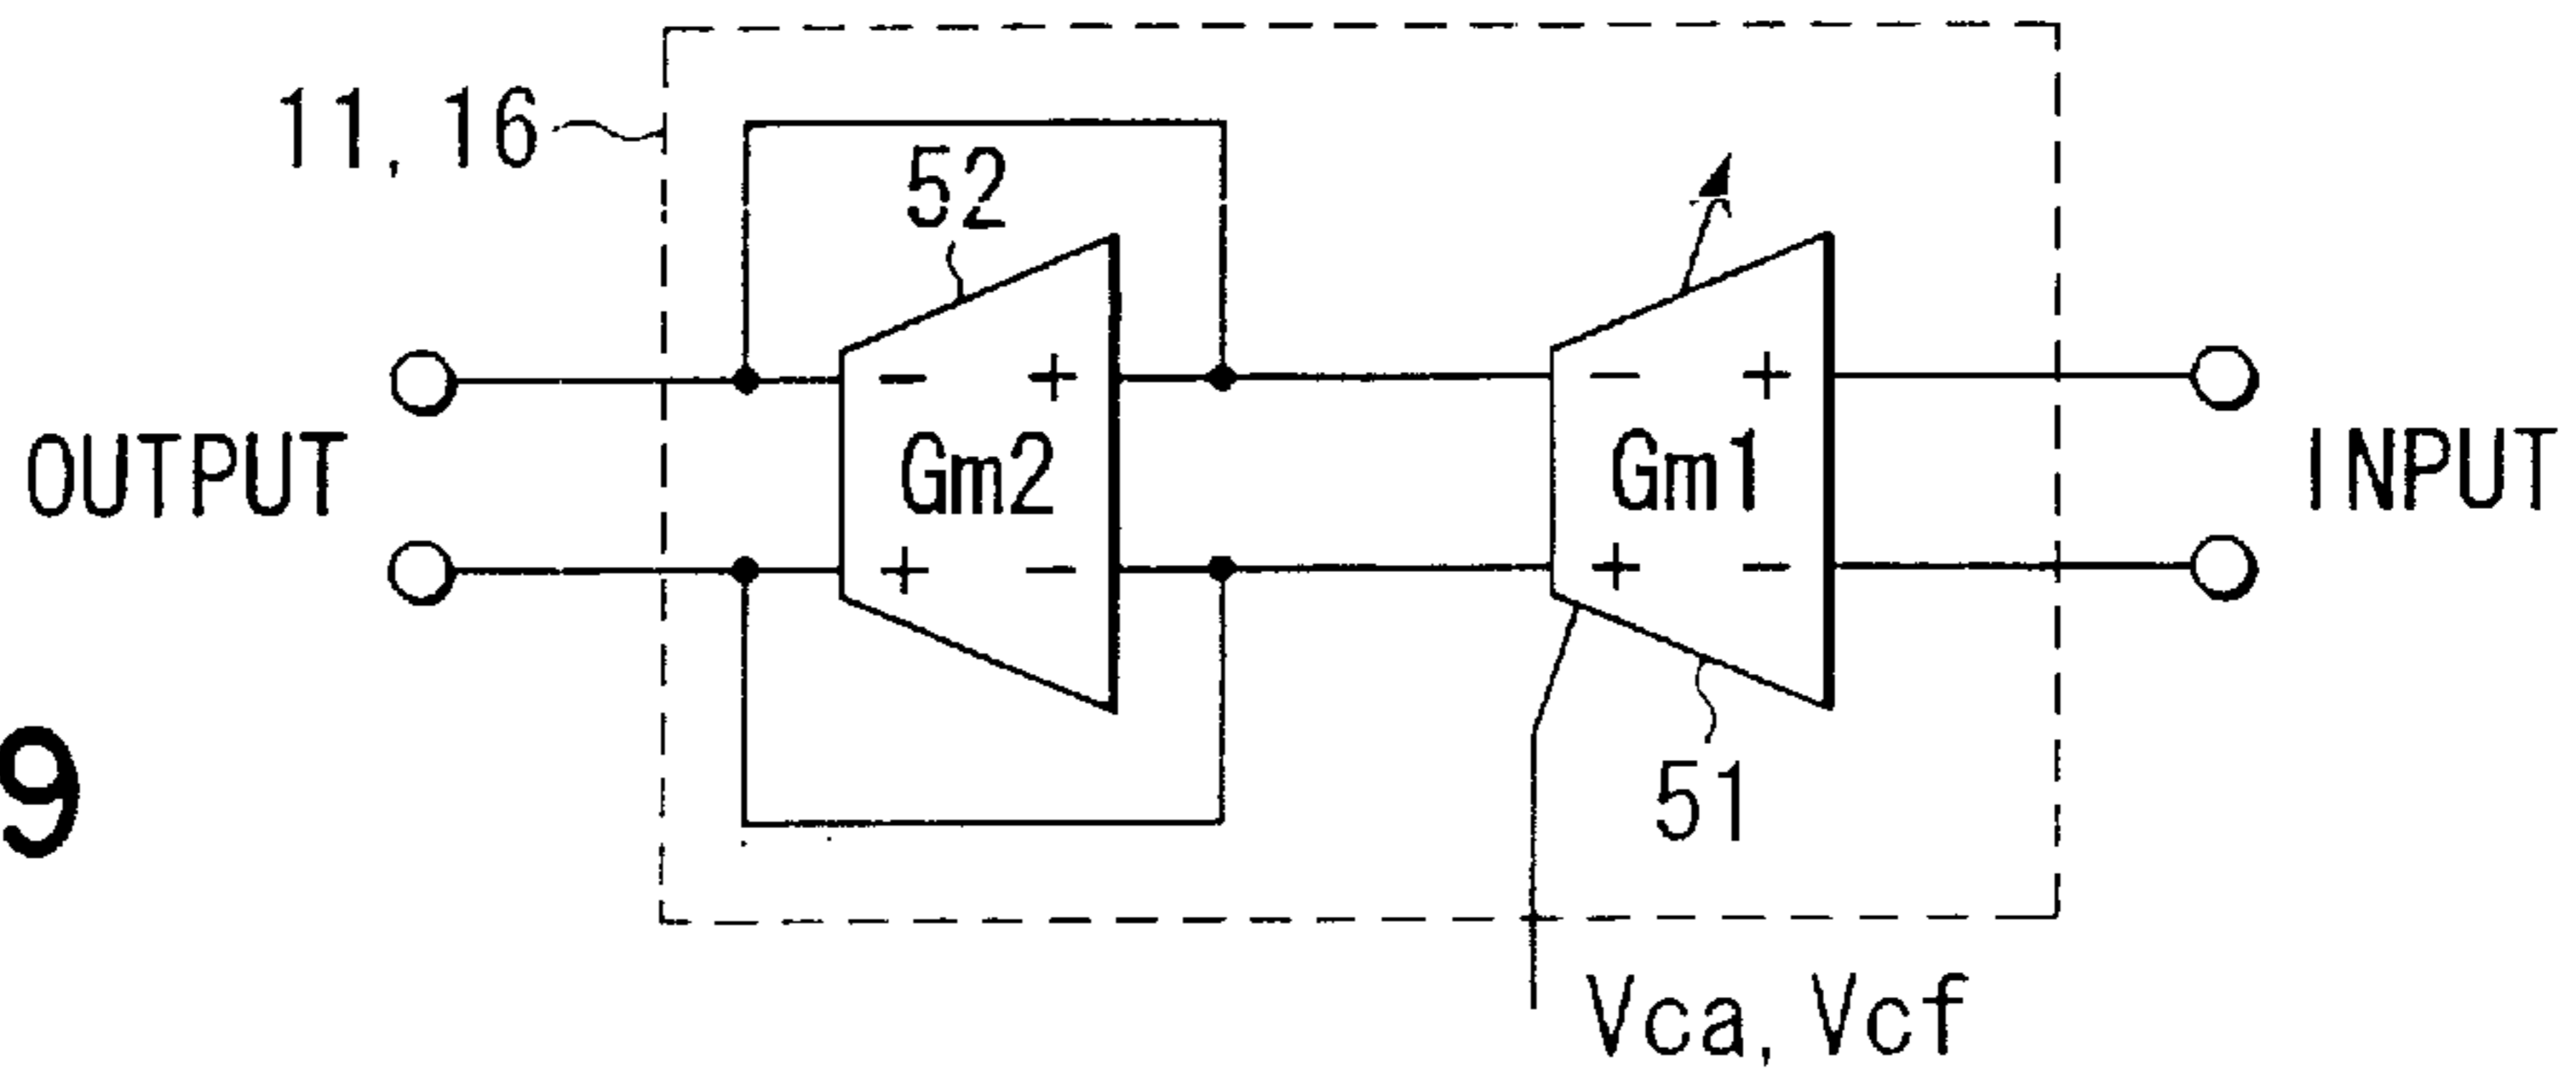 11, 16
52
- +
- +
OUTPUT
Gm2
Gm1
INPUT
+ -
+ -
9
51
Vca, Vcf